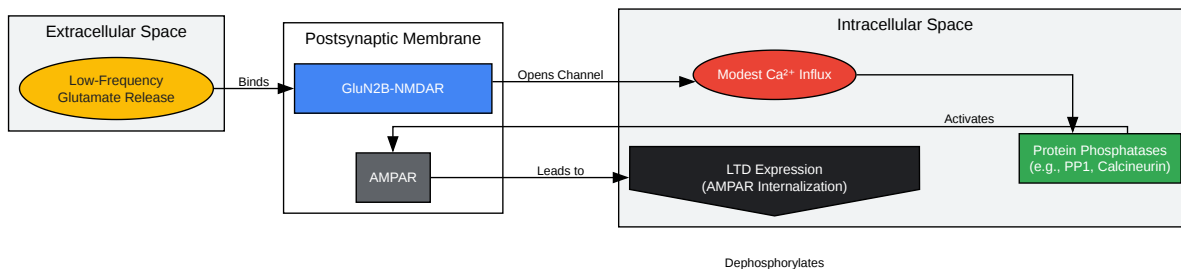 Extracellular Space
Low-Frequency
Glutamate Release
Binds
Postsynaptic Membrane
GluN2B-NMDAR
AMPAR
Opens Channel
Leads to
Intracellular Space
Modest Ca²⁺ Influx
Activates
Protein Phosphatases
(e.g., PP1, Calcineurin)
LTD Expression
(AMPAR Internalization)
Dephosphorylates